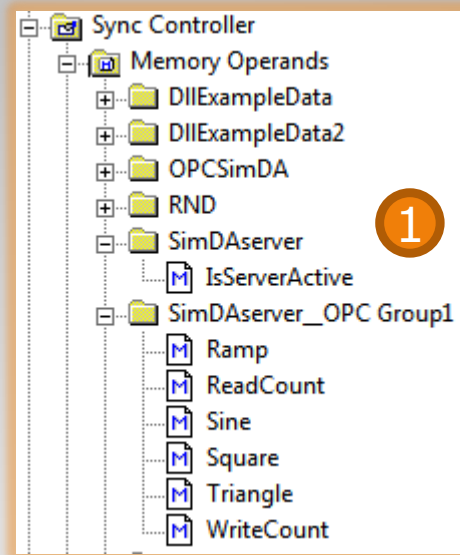 Sync Controller
Memory Operands
DllExampleData
DllExampleData2
OPCSimDA
RND
SimDAserver
1
IsServerActive
SimDAserver__OPC Group1
Ramp
ReadCount
Sine
Square
Triangle
WriteCount